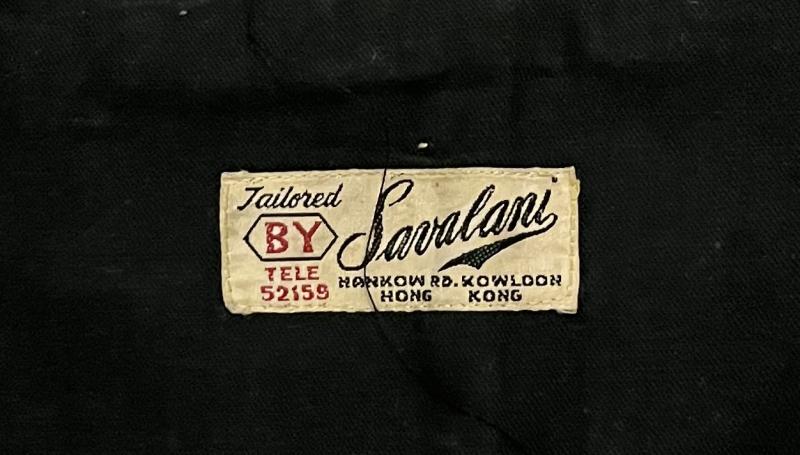 Tailored
BY
TELE
52159
Savalani
HANKOW RD. KOWLOON
HONG KONG